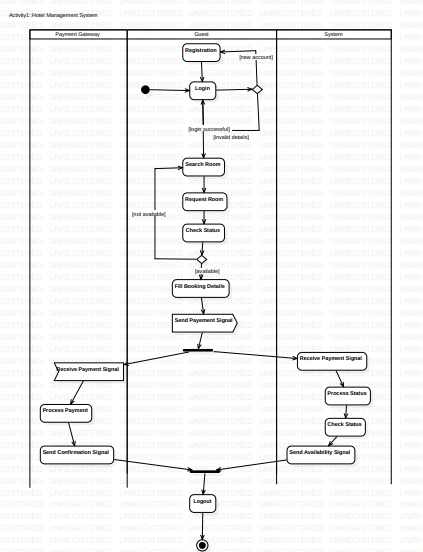 Activity1::Hotel Management System
Payment Gateway
Guest
System
Registration
[new account]
Login
[login successful]
[invalid details]
Search Room
Request Room
[not available]
Check Status
[available]
Fill Booking Details
Send Payement Signal
Receive Payment Signal
Receive Payment Signal
Process Payment
Process Status
Check Status
Send Confirmation Signal
Send Availability Signal
Logout
UNREGISTERED